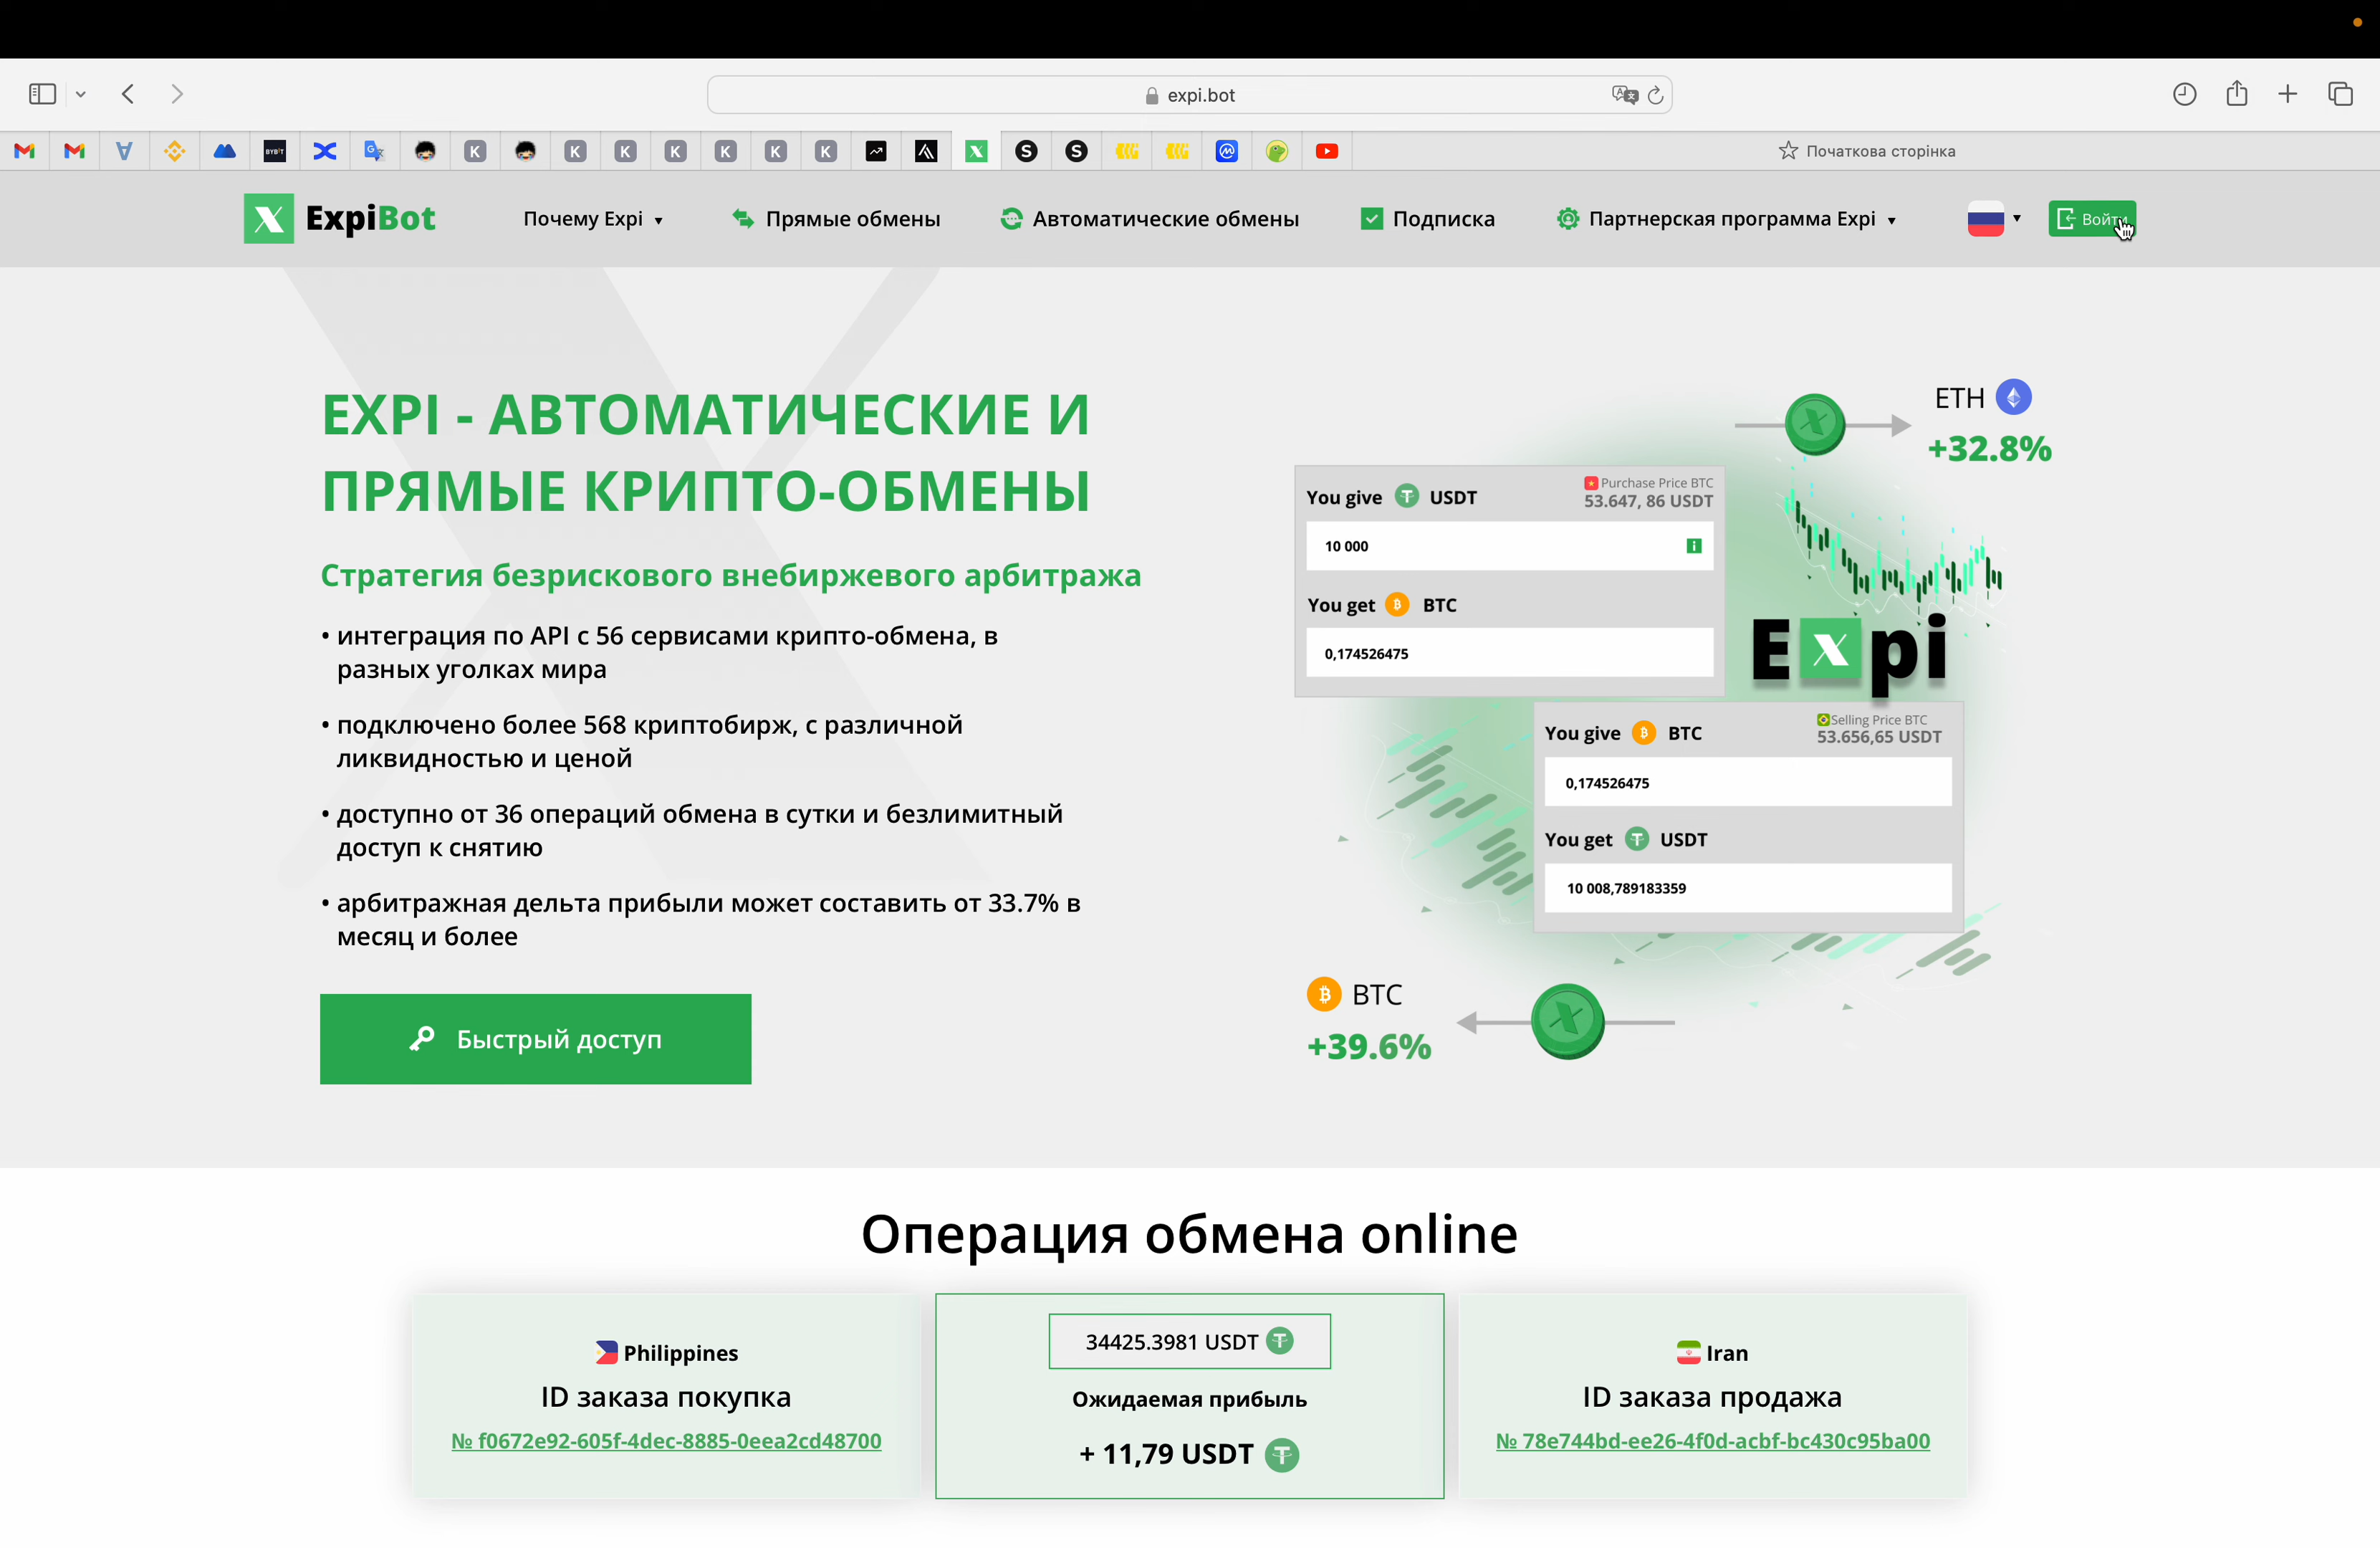 expi.bot
BYBIT
K
K
K
K
K
K
K
S
S
Початкова сторінка
ExpiBot
Почему Expi
Прямые обмены
Автоматические обмены
Подписка
Партнерская программа Expi
Войти
EXPI - АВТОМАТИЧЕСКИЕ И
ПРЯМЫЕ КРИПТО-ОБМЕНЫ
Стратегия безрискового внебиржевого арбитража
• интеграция по API с 56 сервисами крипто-обмена, в
разных уголках мира
• подключено более 568 криптобирж, с различной
ликвидностью и ценой
• доступно от 36 операций обмена в сутки и безлимитный
доступ к снятию
• арбитражная дельта прибыли может составить от 33.7% в
месяц и более
Быстрый доступ
ETH
+32.8%
You give USDT
Purchase Price BTC
53.647, 86 USDT
10 000
You get BTC
0,174526475
Expi
You give BTC
Selling Price BTC
53.656,65 USDT
0,174526475
You get USDT
10 008,789183359
BTC
+39.6%
Операция обмена online
Philippines
ID заказа покупка
№ f0672e92-605f-4dec-8885-0eea2cd48700
34425.3981 USDT
Ожидаемая прибыль
+ 11,79 USDT
Iran
ID заказа продажа
№ 78e744bd-ee26-4f0d-acbf-bc430c95ba00